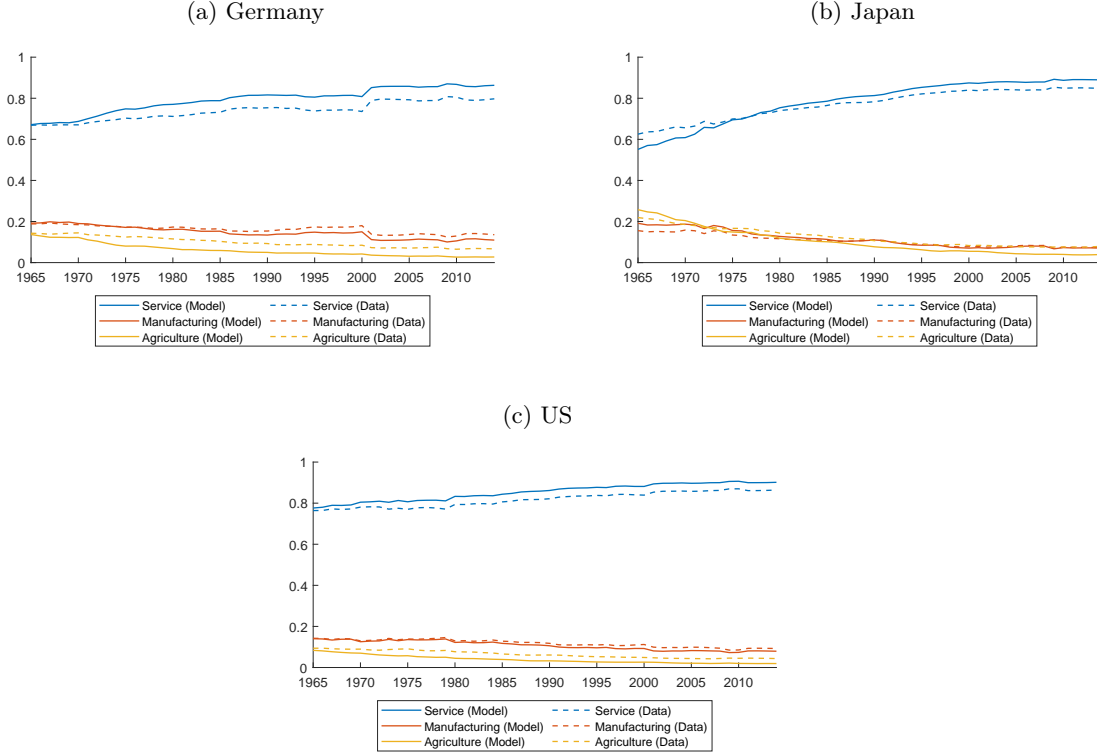 (a) Germany
1
0.8
0.6
0.4
0.2
0
1965 1970 1975 1980 1985 1990 1995 2000 2005 2010
Service (Model) Service (Data)
Manufacturing (Model) Manufacturing (Data)
Agriculture (Model) Agriculture (Data)
(b) Japan
1
0.8
0.6
0.4
0.2
0
1965 1970 1975 1980 1985 1990 1995 2000 2005 2010
Service (Model) Service (Data)
Manufacturing (Model) Manufacturing (Data)
Agriculture (Model) Agriculture (Data)
(c) US
1
0.8
0.6
0.4
0.2
0
1965 1970 1975 1980 1985 1990 1995 2000 2005 2010
Service (Model) Service (Data)
Manufacturing (Model) Manufacturing (Data)
Agriculture (Model) Agriculture (Data)